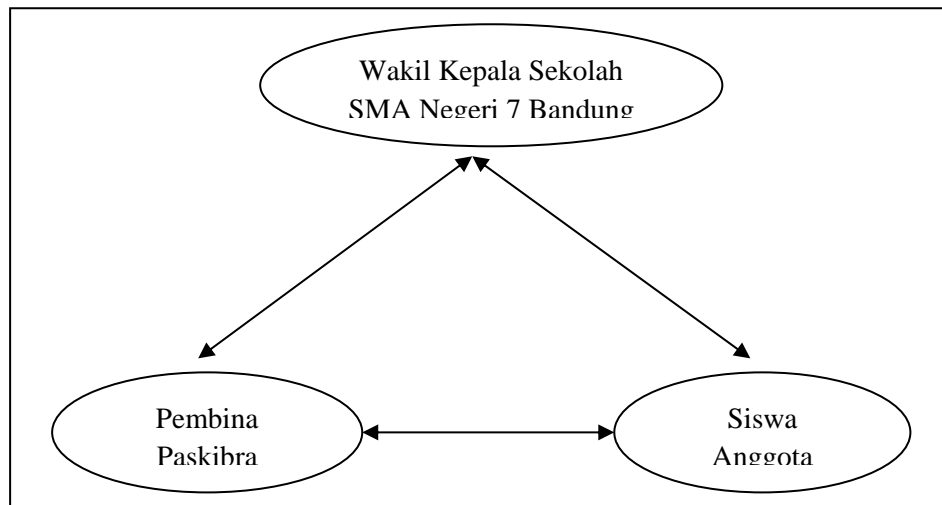 Wakil Kepala Sekolah
SMA Negeri 7 Bandung
Pembina
Paskibra
Siswa
Anggota